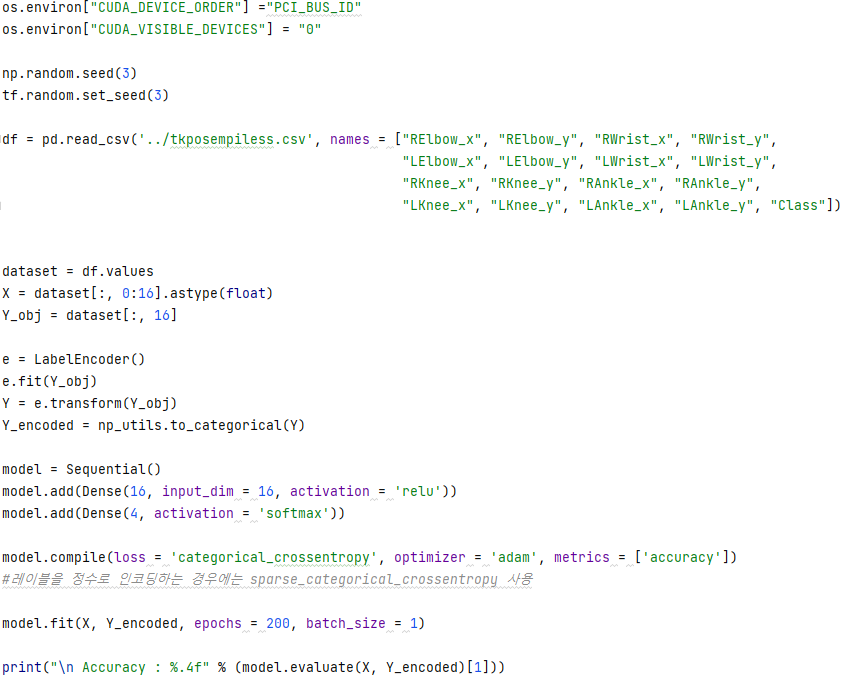 os.environ["CUDA_DEVICE_ORDER"] ="PCI_BUS_ID"
os.environ["CUDA_VISIBLE_DEVICES"] = "0"
np.random.seed(3)
tf.random.set_seed(3)
df = pd.read_csv('../tkposempiless.csv', names = ["RElbow_x", "RElbow_y", "RWrist_x", "RWrist_y",
"LElbow_x", "LElbow_y", "LWrist_x", "LWrist_y",
"RKnee_x", "RKnee_y", "RAnkle_x", "RAnkle_y",
"LKnee_x", "LKnee_y", "LAnkle_x", "LAnkle_y", "Class"])
dataset = df.values
X = dataset[:, 0:16].astype(float)
Y_obj = dataset[:, 16]
e = LabelEncoder()
e.fit(Y_obj)
Y = e.transform(Y_obj)
Y_encoded = np_utils.to_categorical(Y)
model = Sequential()
model.add(Dense(16, input_dim = 16, activation = 'relu'))
model.add(Dense(4, activation = 'softmax'))
model.compile(loss = 'categorical_crossentropy', optimizer = 'adam', metrics = ['accuracy'])
#레이블을 정수로 인코딩하는 경우에는 sparse_categorical_crossentropy 사용
model.fit(X, Y_encoded, epochs = 200, batch_size = 1)
print("\n Accuracy : %.4f" % (model.evaluate(X, Y_encoded)[1]))